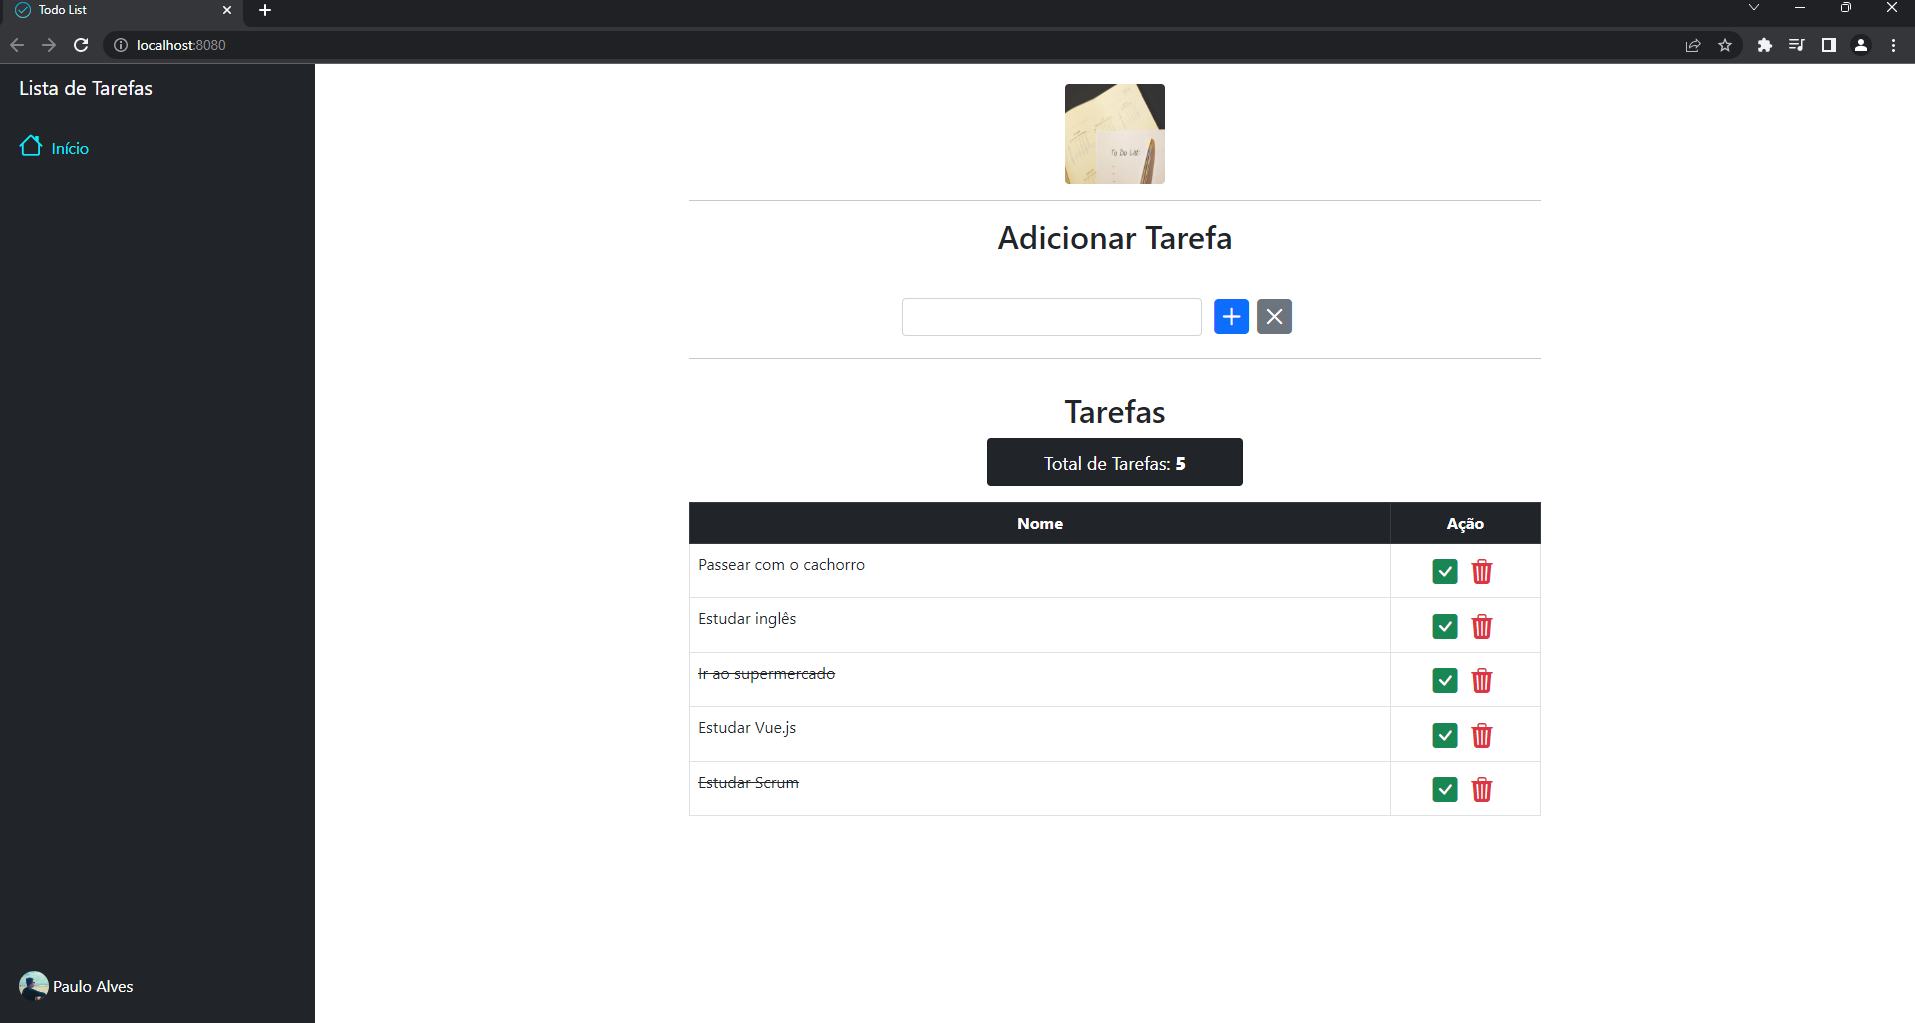 Todo List
localhost:8080
Lista de Tarefas
Início
To Do List:
Adicionar Tarefa
Tarefas
Total de Tarefas: 5
Nome Ação
Passear com o cachorro
Estudar inglês
Ir ao supermercado
Estudar Vue.js
Estudar Scrum
Paulo Alves